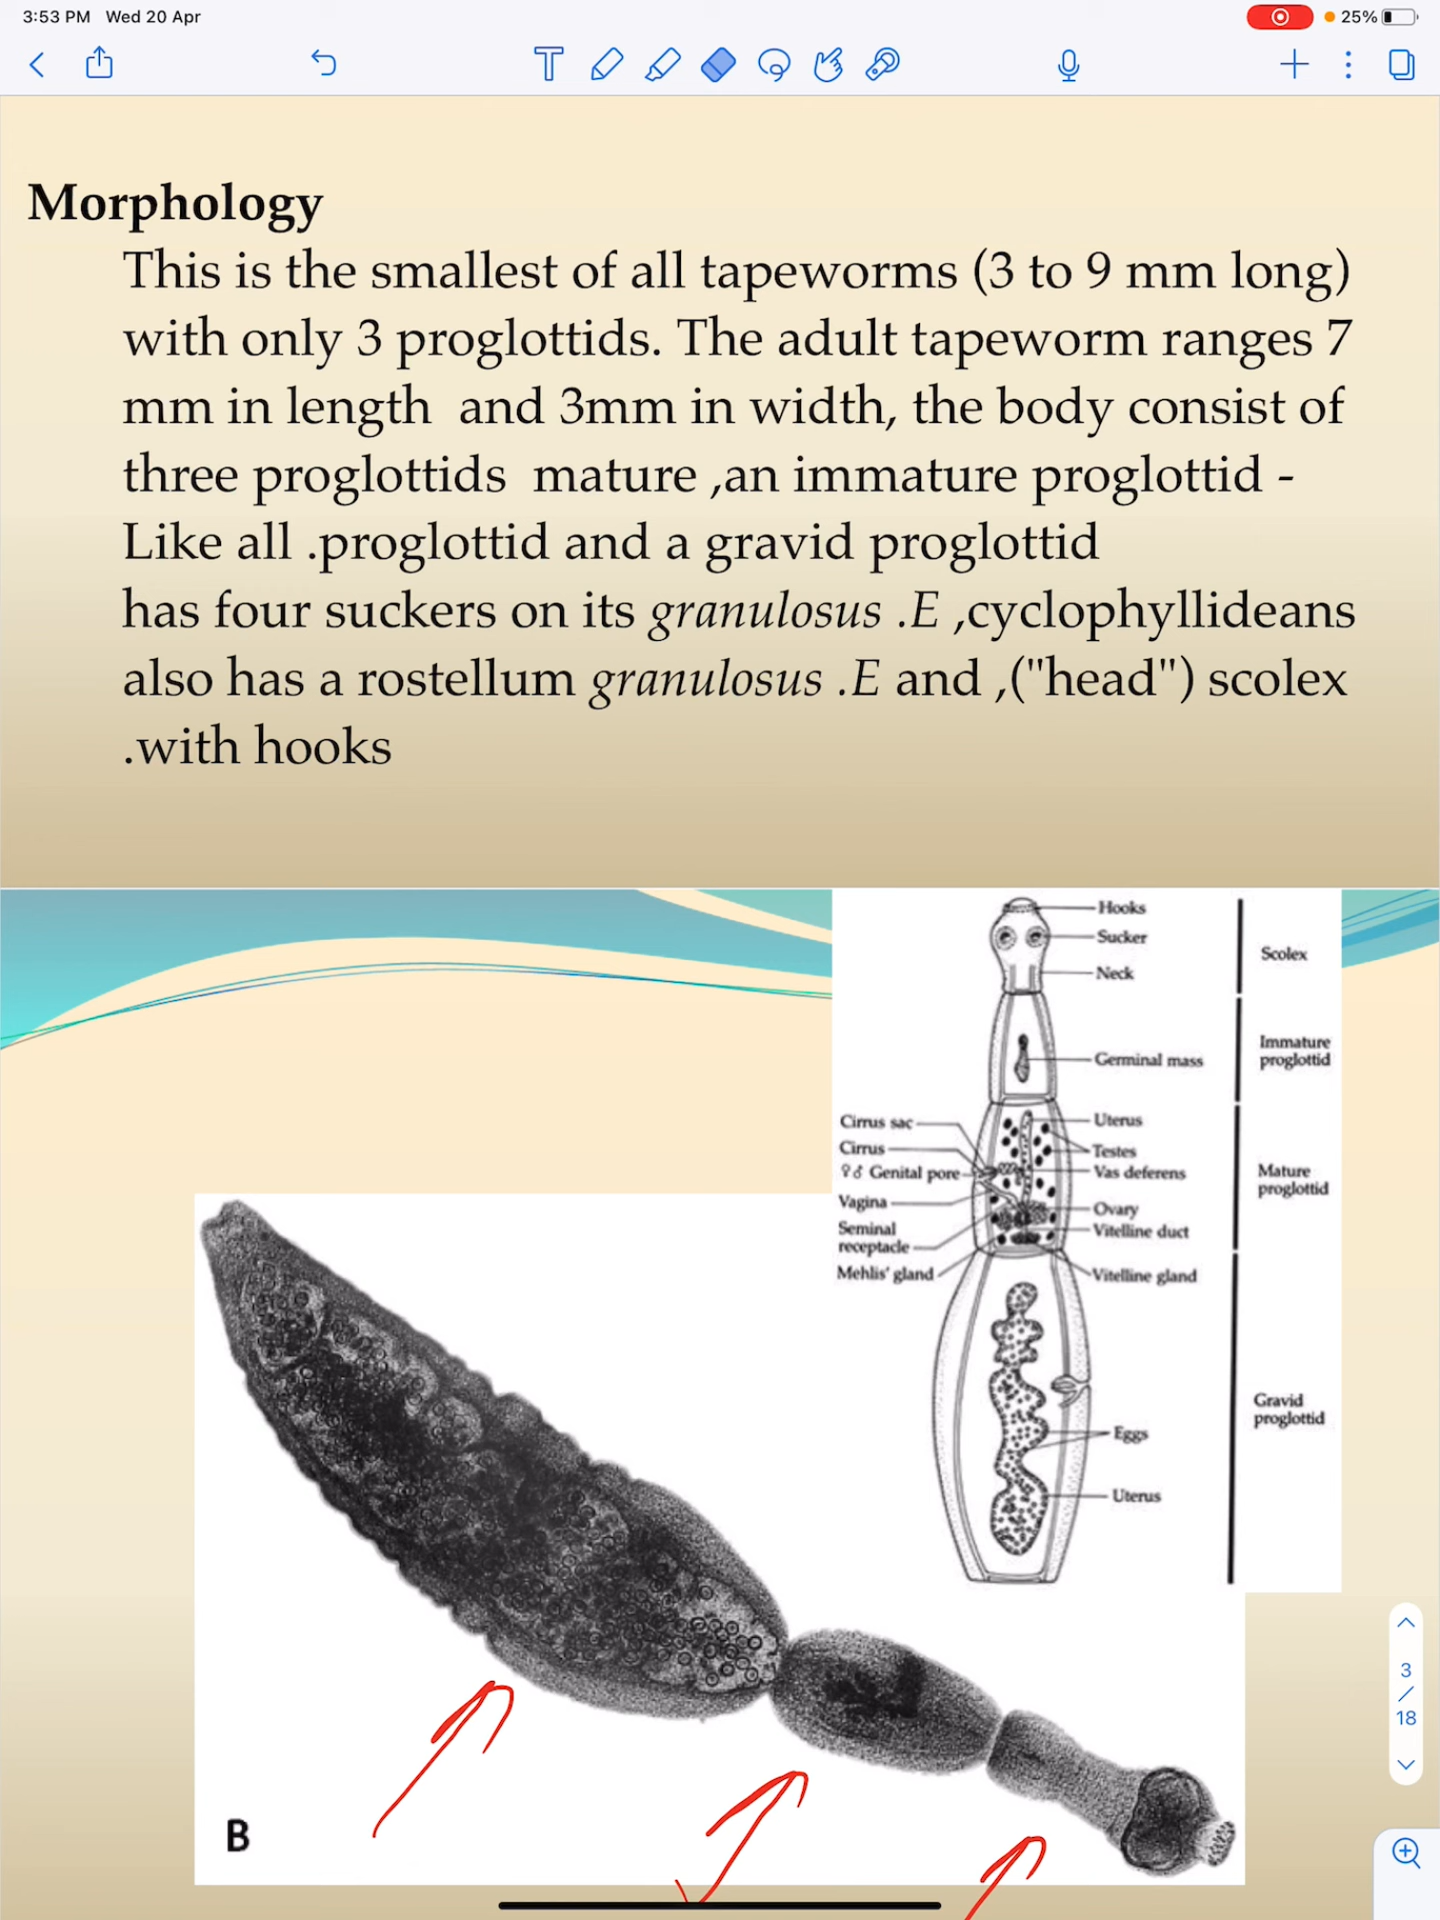 3:53 PM Wed 20 Apr
25%
Morphology
This is the smallest of all tapeworms (3 to 9 mm long)
with only 3 proglottids. The adult tapeworm ranges 7
mm in length and 3mm in width, the body consist of
three proglottids mature ,an immature proglottid -
Like all .proglottid and a gravid proglottid
has four suckers on its granulosus .E ,cyclophyllideans
also has a rostellum granulosus .E and ,("head") scolex
.with hooks
Hooks
Sucker
Neck
Scolex
Germinal mass
Immature
proglottid
Cirrus sac
Cirrus
♀♂ Genital pore
Vagina
Seminal
receptacle
Mehlis' gland
Uterus
Testes
Vas deferens
Ovary
Vitelline duct
Vitelline gland
Mature
proglottid
Eggs
Uterus
Gravid
proglottid
B
3
/
18